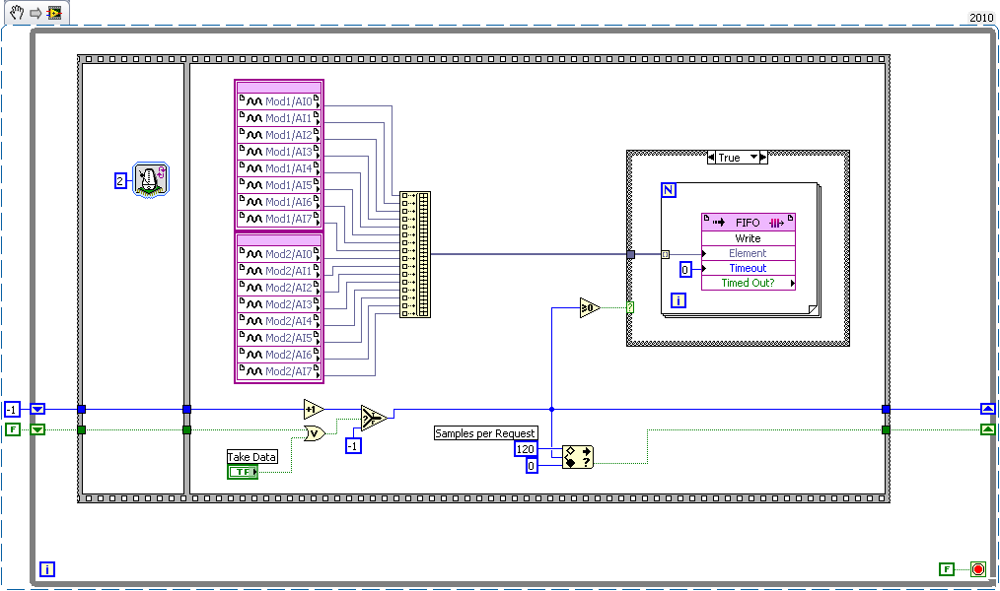 2010
True
Mod1/AI0
Mod1/AI1
Mod1/AI2
Mod1/AI3
Mod1/AI4
Mod1/AI5
Mod1/AI6
Mod1/AI7
2
N
FIFO
Write
Element
0
Timeout
Timed Out?
i
Mod2/AI0
Mod2/AI1
Mod2/AI2
Mod2/AI3
Mod2/AI4
Mod2/AI5
Mod2/AI6
Mod2/AI7
≥0
?
-1
+1
? T F
F
V
-1
Samples per Request
120
0
?
Take Data
TF
i
F